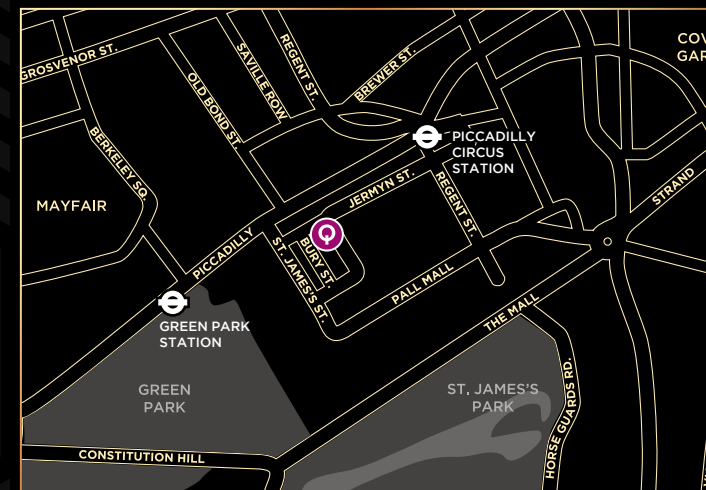 GROSVENOR ST.
SAVILLE ROW
REGENT ST.
BREWER ST.
COV
GAR
OLD BOND ST.
BERKELEY SQ.
PICCADILLY
CIRCUS
STATION
MAYFAIR
JERMYN ST.
REGENT ST.
STRAND
PICCADILLY
BURY ST.
ST. JAMES'S ST.
PALL MALL
THE MALL
GREEN PARK
STATION
GREEN
PARK
ST. JAMES'S
PARK
HORSE GUARDS RD.
CONSTITUTION HILL